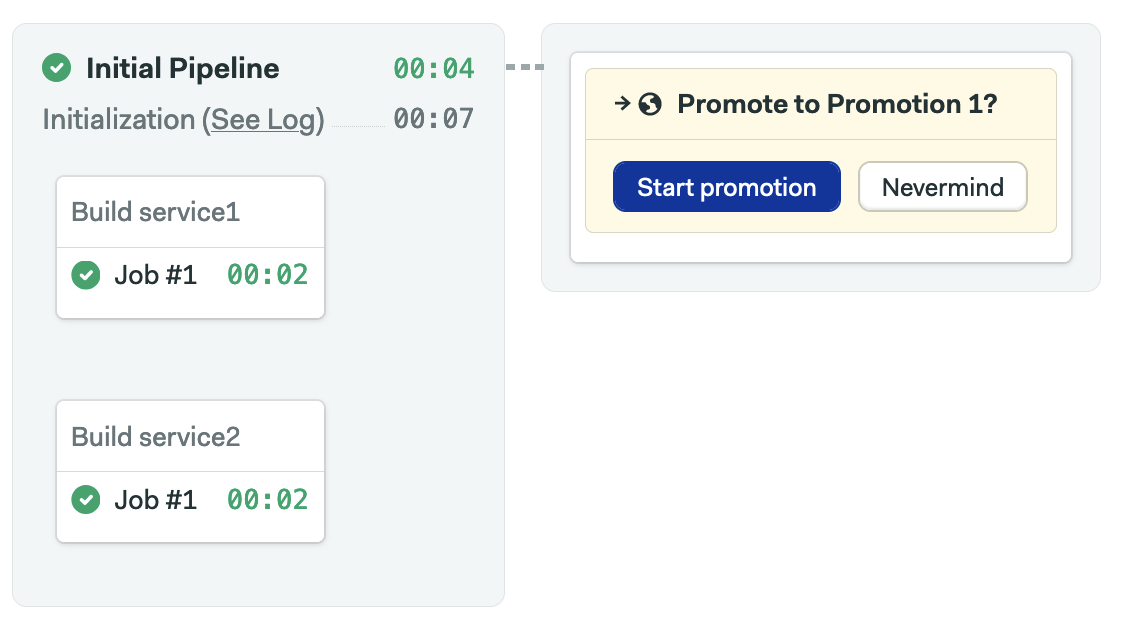 Initial Pipeline 00:04
Initialization (See Log) 00:07
Build service1
Job #1 00:02
Build service2
Job #1 00:02
Promote to Promotion 1?
Start promotion Nevermind